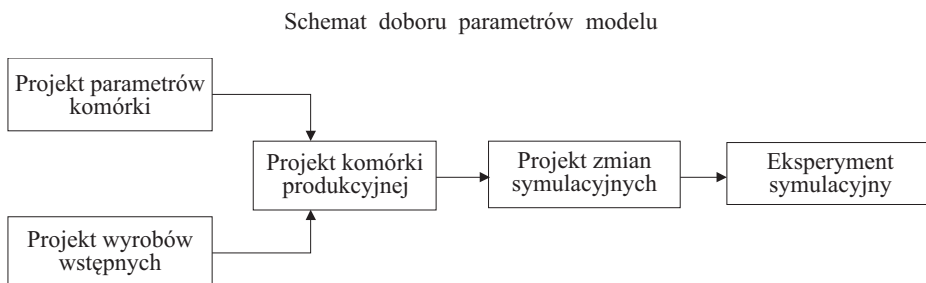 Schemat doboru parametrów modelu
Projekt parametrów
komórki
Projekt komórki
produkcyjnej
Projekt zmian
symulacyjnych
Eksperyment
symulacyjny
Projekt wyrobów
wstępnych